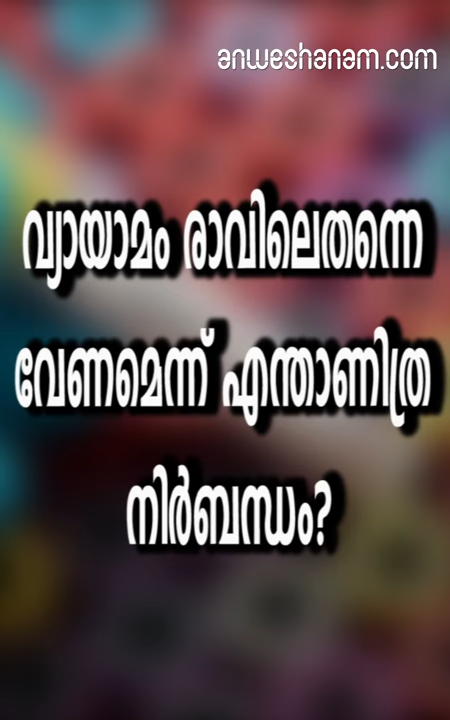 anweshanam.com
വ്യായാമം രാവിലെതന്നെ
വേണമെന്ന് എന്താണിത്ര
നിർബന്ധം?